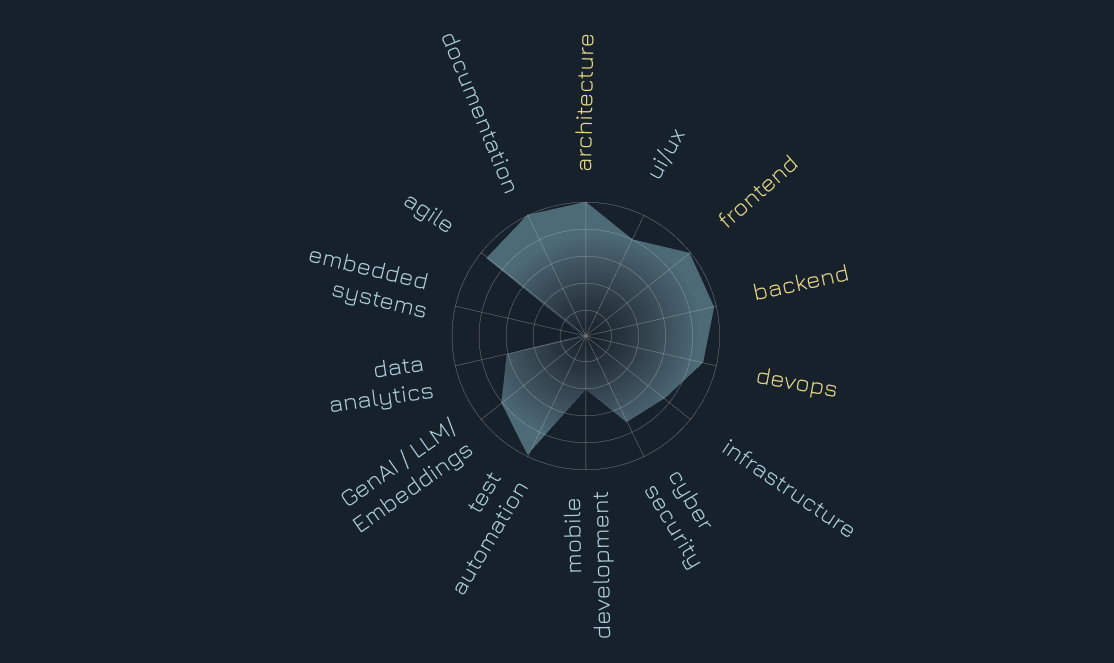 architecture
ui/ux
frontend
backend
devops
infrastructure
cyber
security
mobile
development
test
automation
GenAI / LLM/
Embeddings
data
analytics
embedded
systems
agile
documentation